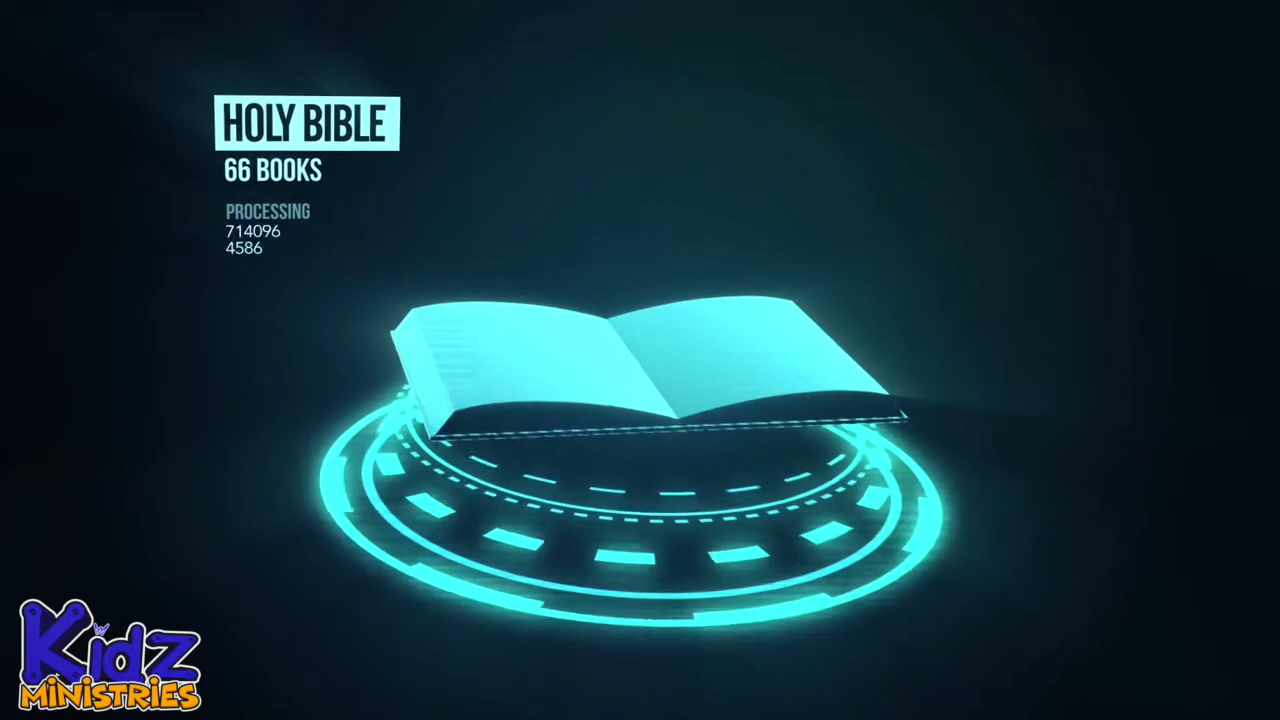 HOLY BIBLE
66 BOOKS
PROCESSING
714096
4586
Kidz
MiNiSTRiES